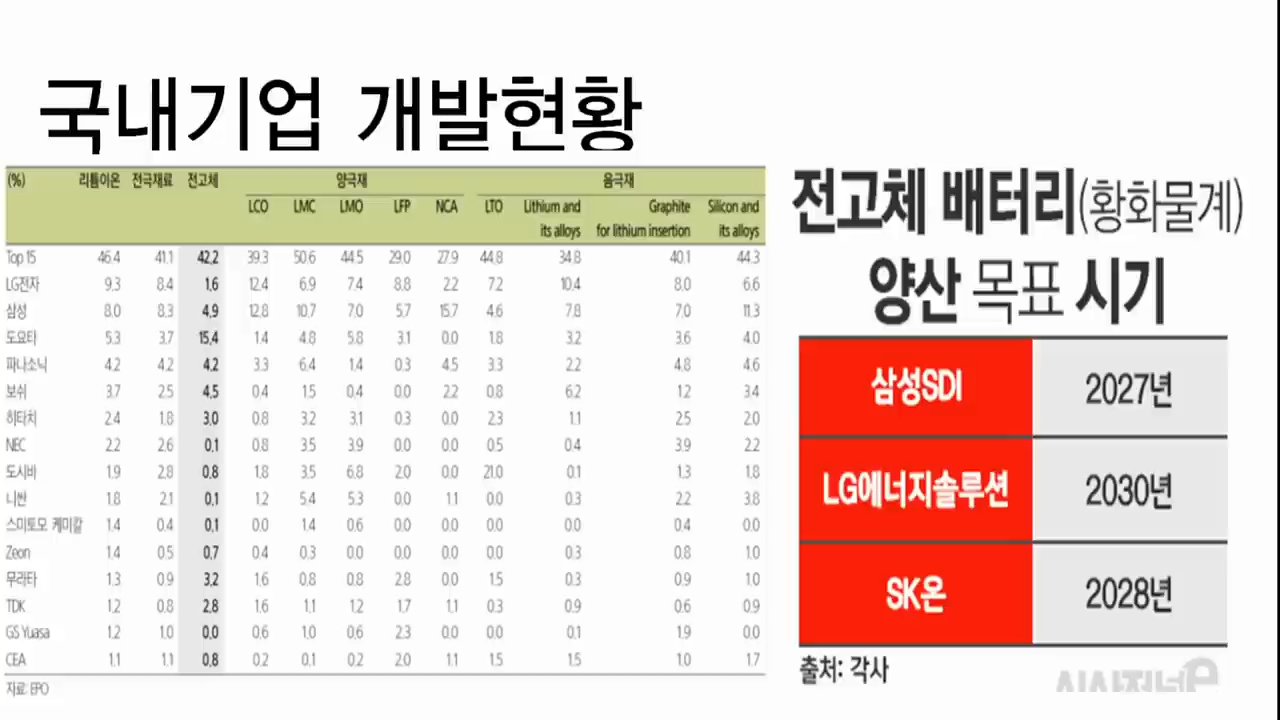 국내기업 개발현황
(%) 리튬이온 전극재료 전고체 양극재 음극재
LCO LMC LMO LFP NCA LTO Lithium and its alloys Graphite for lithium insertion Silicon and its alloys
Top 15 46.4 41.1 42.2 39.3 50.6 44.5 29.0 27.9 44.8 34.8 40.1 44.3
LG전자 9.3 8.4 1.6 12.4 6.9 7.4 8.8 2.2 7.2 10.4 8.0 6.6
삼성 8.0 8.3 4.9 12.8 10.7 7.0 5.7 15.7 4.6 7.8 7.0 11.3
도요타 5.3 3.7 15.4 1.4 4.8 5.8 3.1 0.0 1.8 3.2 3.6 4.0
파나소닉 4.2 4.2 4.2 3.3 6.4 1.4 0.3 4.5 3.3 2.2 4.8 4.6
보쉬 3.7 2.5 4.5 0.4 1.5 0.4 0.0 2.2 0.8 6.2 1.2 3.4
히타치 2.4 1.8 3.0 0.8 3.2 3.1 0.3 0.0 2.3 1.1 2.5 2.0
NEC 2.2 2.6 0.1 0.8 3.5 3.9 0.0 0.0 0.5 0.4 3.9 2.2
도시바 1.9 2.8 0.8 1.8 3.5 6.8 2.0 0.0 21.0 0.1 1.3 1.8
니싼 1.8 2.1 0.1 1.2 5.4 5.3 0.0 1.1 0.0 0.3 2.2 3.8
스미토모 케미칼 1.4 0.4 0.1 0.0 1.4 0.6 0.0 0.0 0.0 0.0 0.4 0.0
Zeon 1.4 0.5 0.7 0.4 0.3 0.0 0.0 0.0 0.0 0.3 0.8 1.0
무라타 1.3 0.9 3.2 1.6 0.8 0.8 2.8 0.0 1.5 0.3 0.9 1.0
TDK 1.2 0.8 2.8 1.6 1.1 1.2 1.7 1.1 0.3 0.9 0.6 0.9
GS Yuasa 1.2 1.0 0.0 0.6 1.0 0.6 2.3 0.0 0.0 0.1 1.9 0.0
CEA 1.1 1.1 0.8 0.2 0.1 0.2 2.0 1.1 1.5 1.5 1.0 1.7
자료: EPO
전고체 배터리(황화물계)
양산 목표 시기
삼성SDI 2027년
LG에너지솔루션 2030년
SK온 2028년
출처: 각사